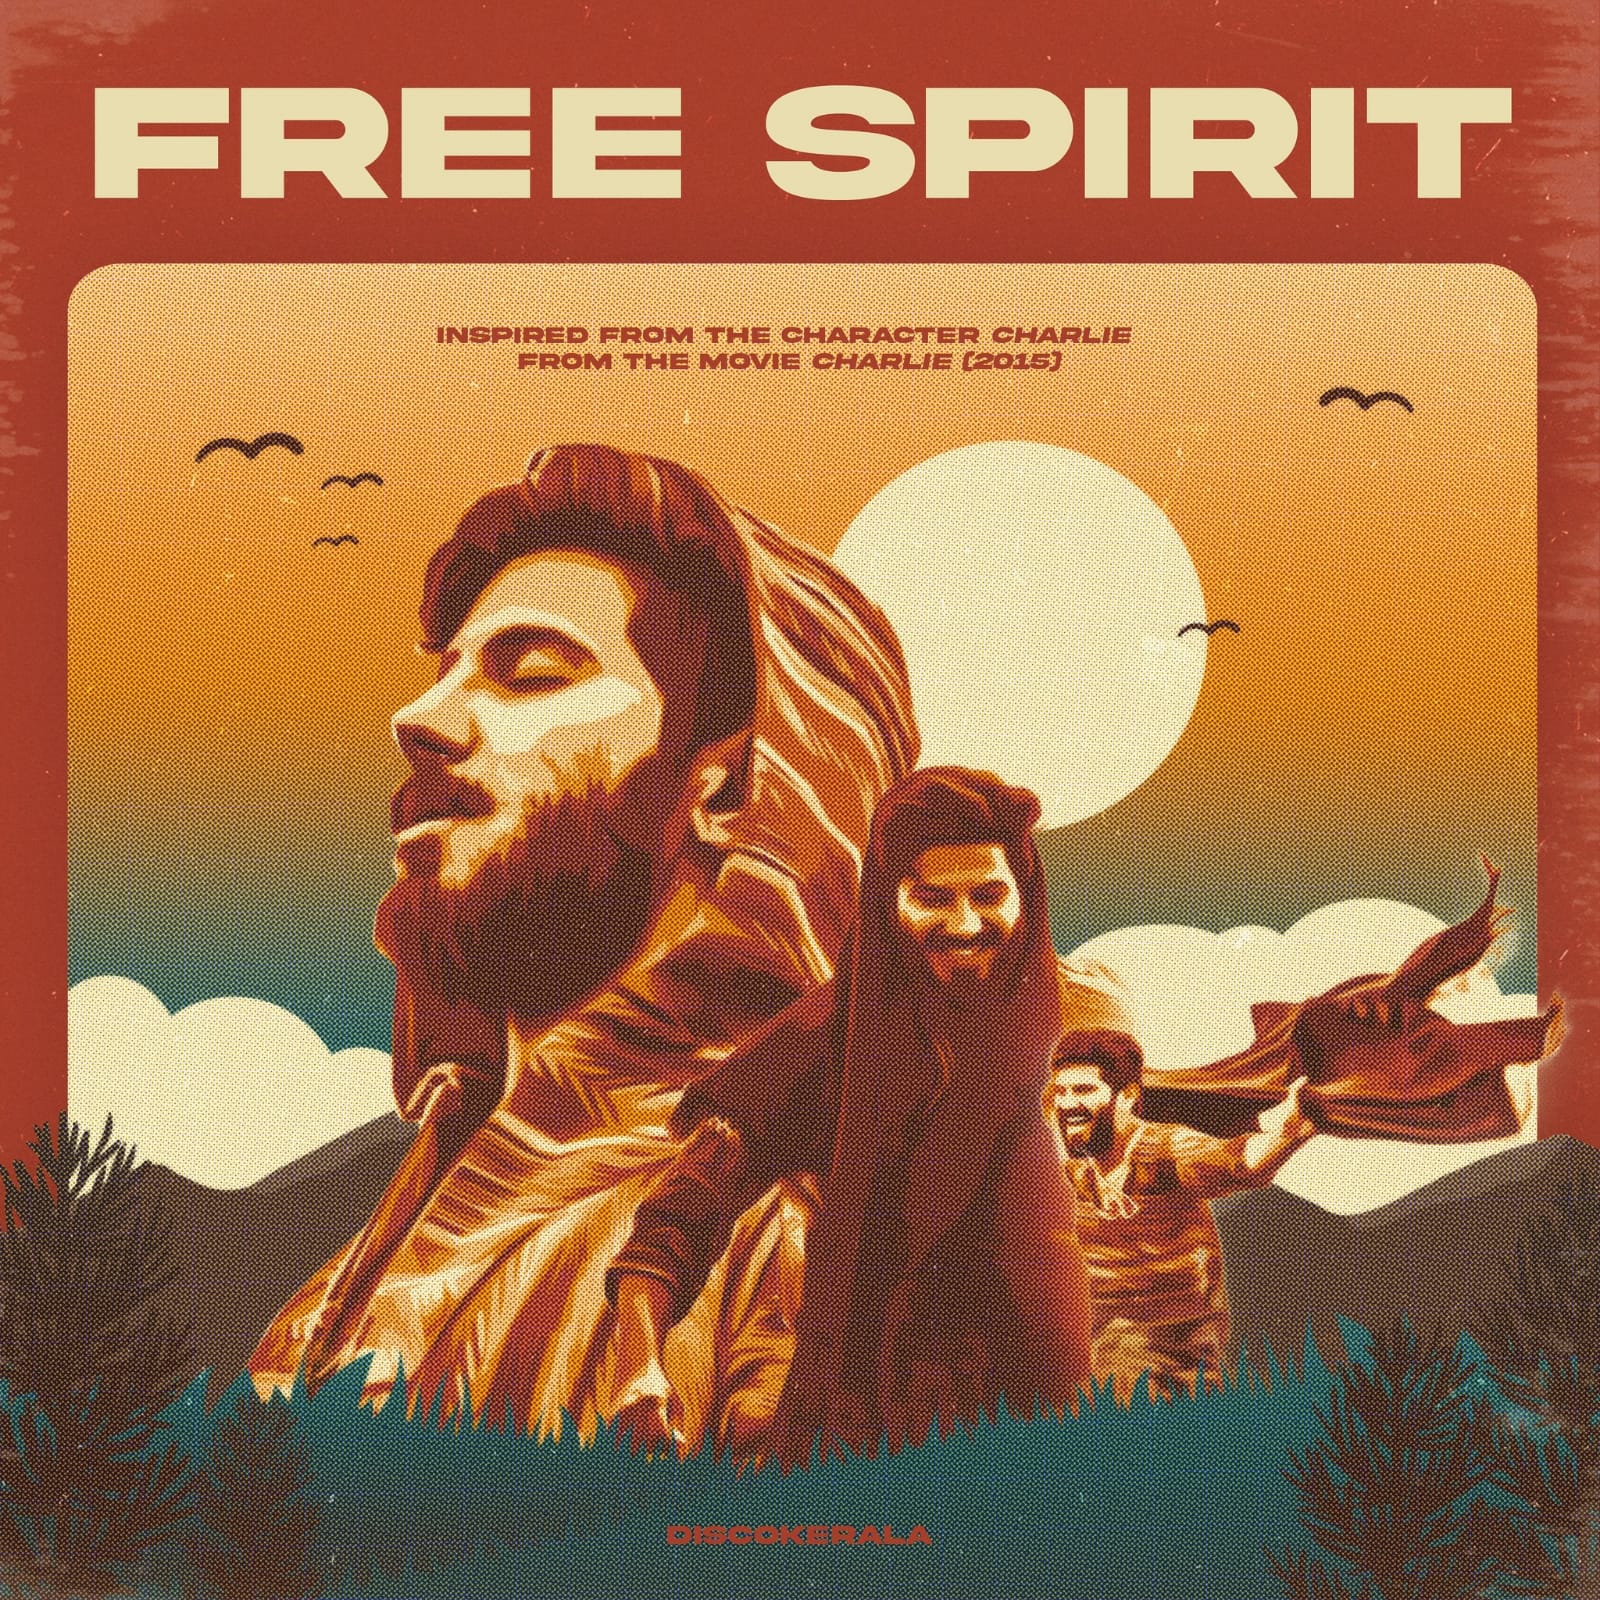 FREE SPIRIT
INSPIRED FROM THE CHARACTER CHARLIE
FROM THE MOVIE CHARLIE (2015)
DISCOKERALA